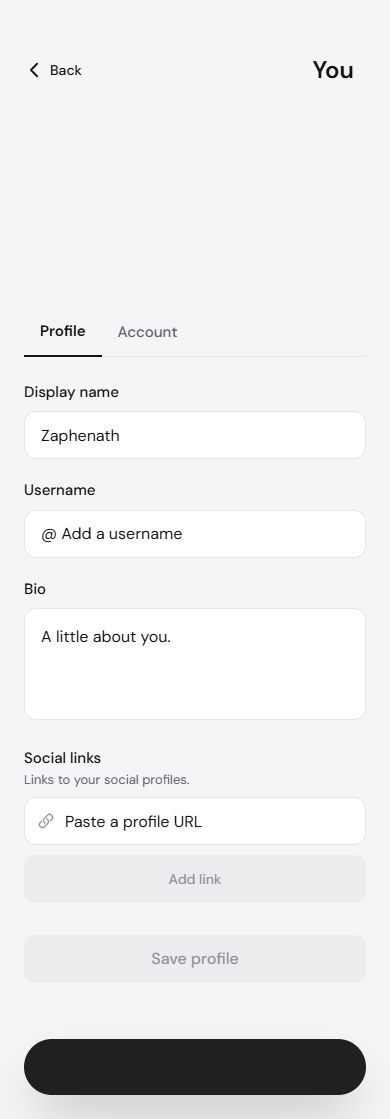 Back
You
Profile
Account
Display name
Zaphenath
Username
@ Add a username
Bio
A little about you.
Social links
Links to your social profiles.
Paste a profile URL
Add link
Save profile